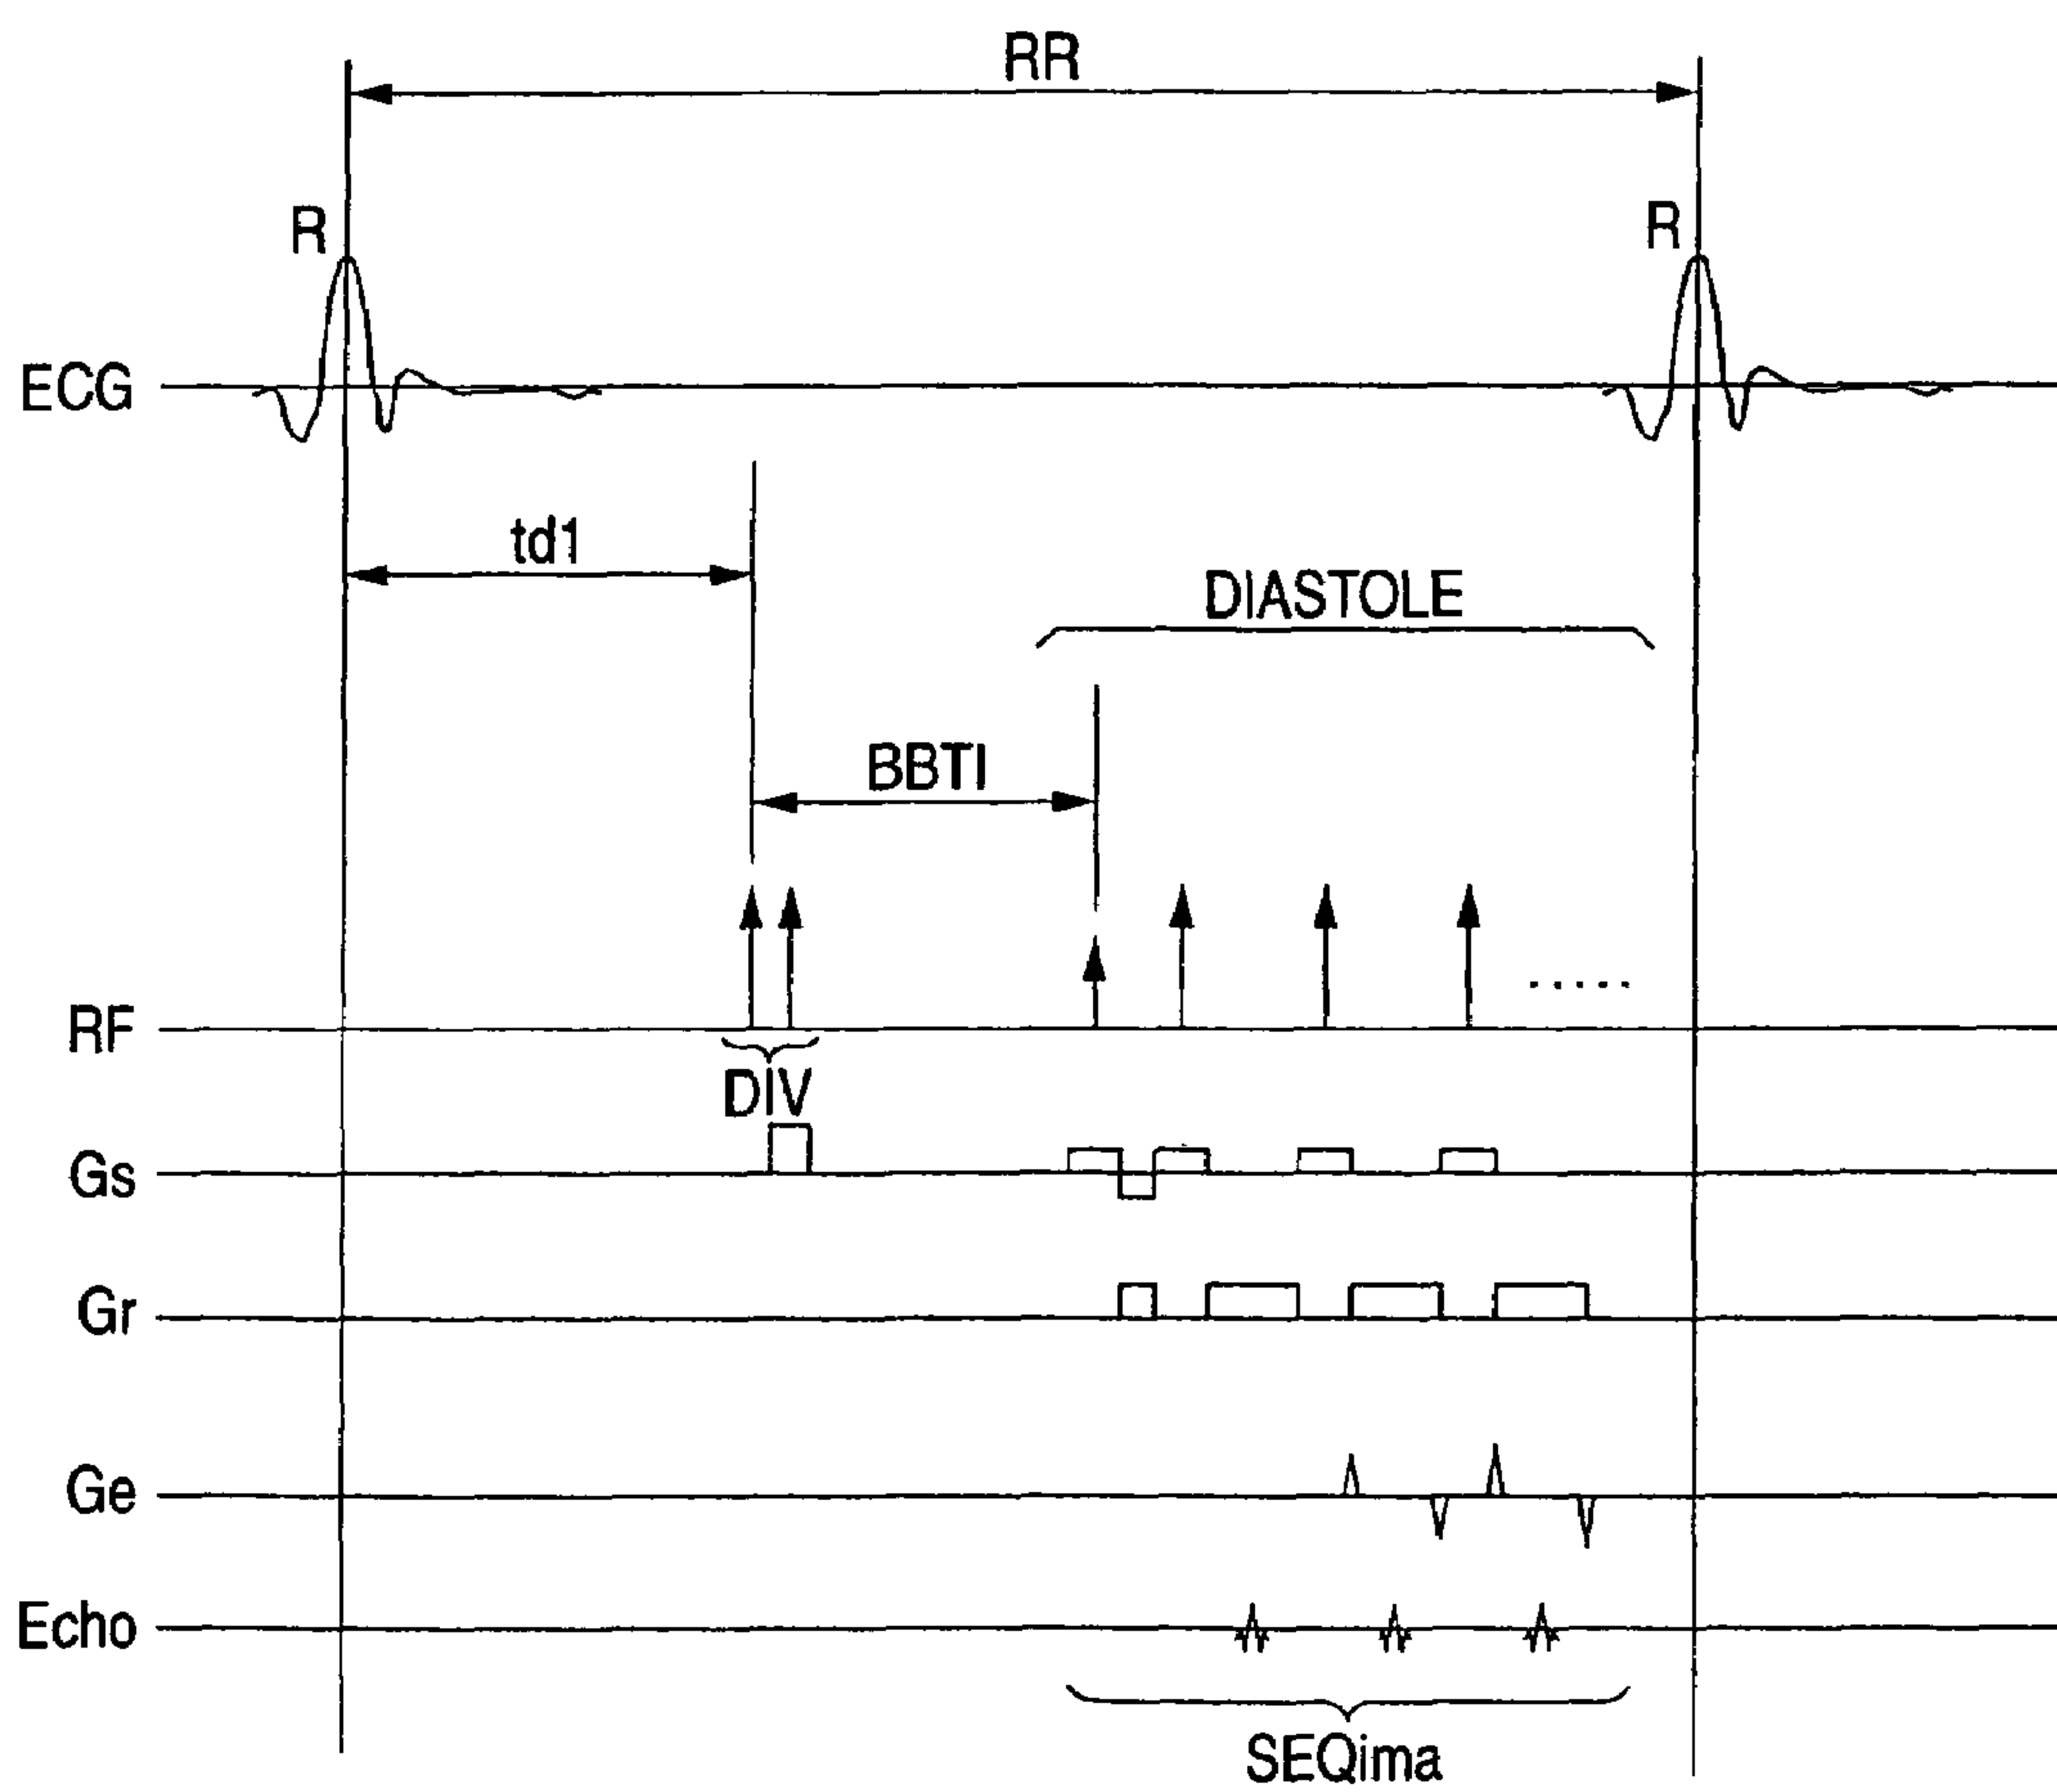 RR
R
R
ECG
td1
DIASTOLE
BBTI
.....
RF
DIV
Gs
Gr
Ge
Echo
SEQima